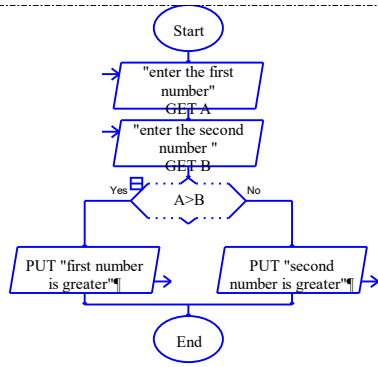 Start
"enter the first
number"
GET A
"enter the second
number "
GET B
Yes
No
A>B
PUT "first number
is greater"¶
PUT "second
number is greater"¶
End